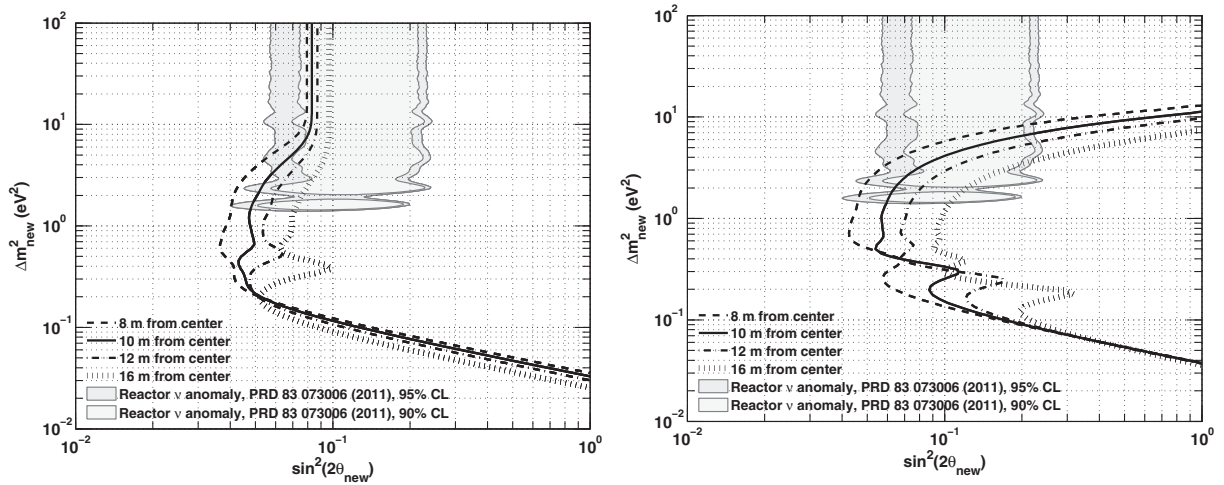 10²
10¹
10⁰
10⁻¹
10⁻²
Δm²new (eV²)
8 m from center
10 m from center
12 m from center
16 m from center
Reactor ν anomaly, PRD 83 073006 (2011), 95% CL
Reactor ν anomaly, PRD 83 073006 (2011), 90% CL
10⁻²
10⁻¹
10⁰
sin²(2θnew)
10²
10¹
10⁰
10⁻¹
10⁻²
Δm²new (eV²)
8 m from center
10 m from center
12 m from center
16 m from center
Reactor ν anomaly, PRD 83 073006 (2011), 95% CL
Reactor ν anomaly, PRD 83 073006 (2011), 90% CL
10⁻²
10⁻¹
10⁰
sin²(2θnew)